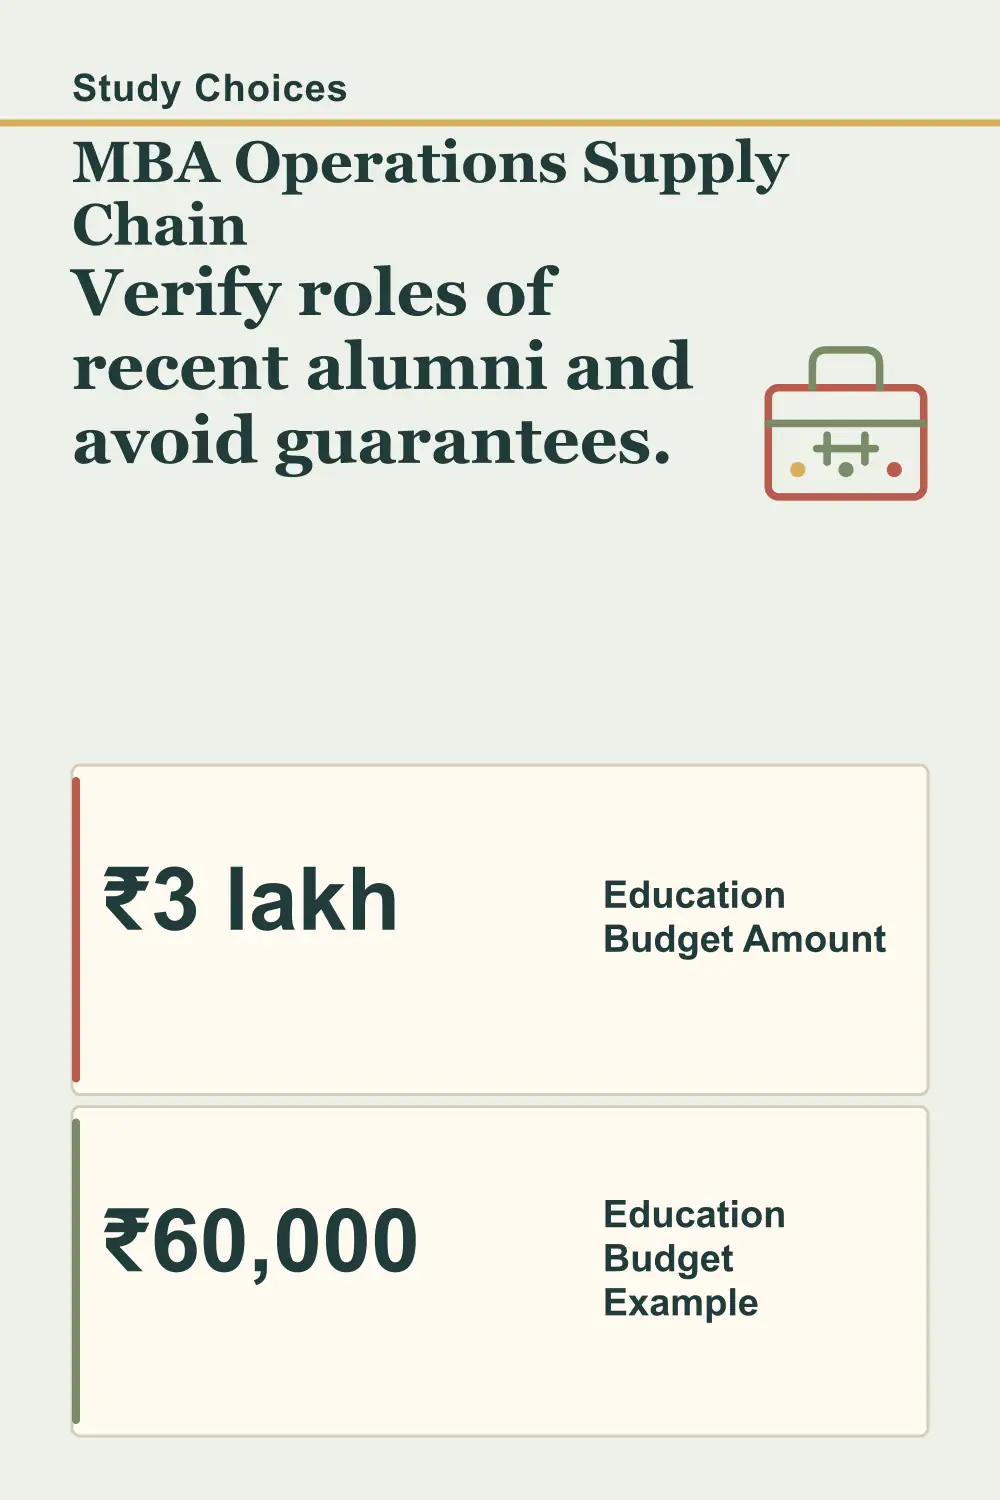 Study Choices
MBA Operations Supply
Chain
Verify roles of
recent alumni and
avoid guarantees.
₹3 lakh
Education
Budget Amount
₹60,000
Education
Budget
Example